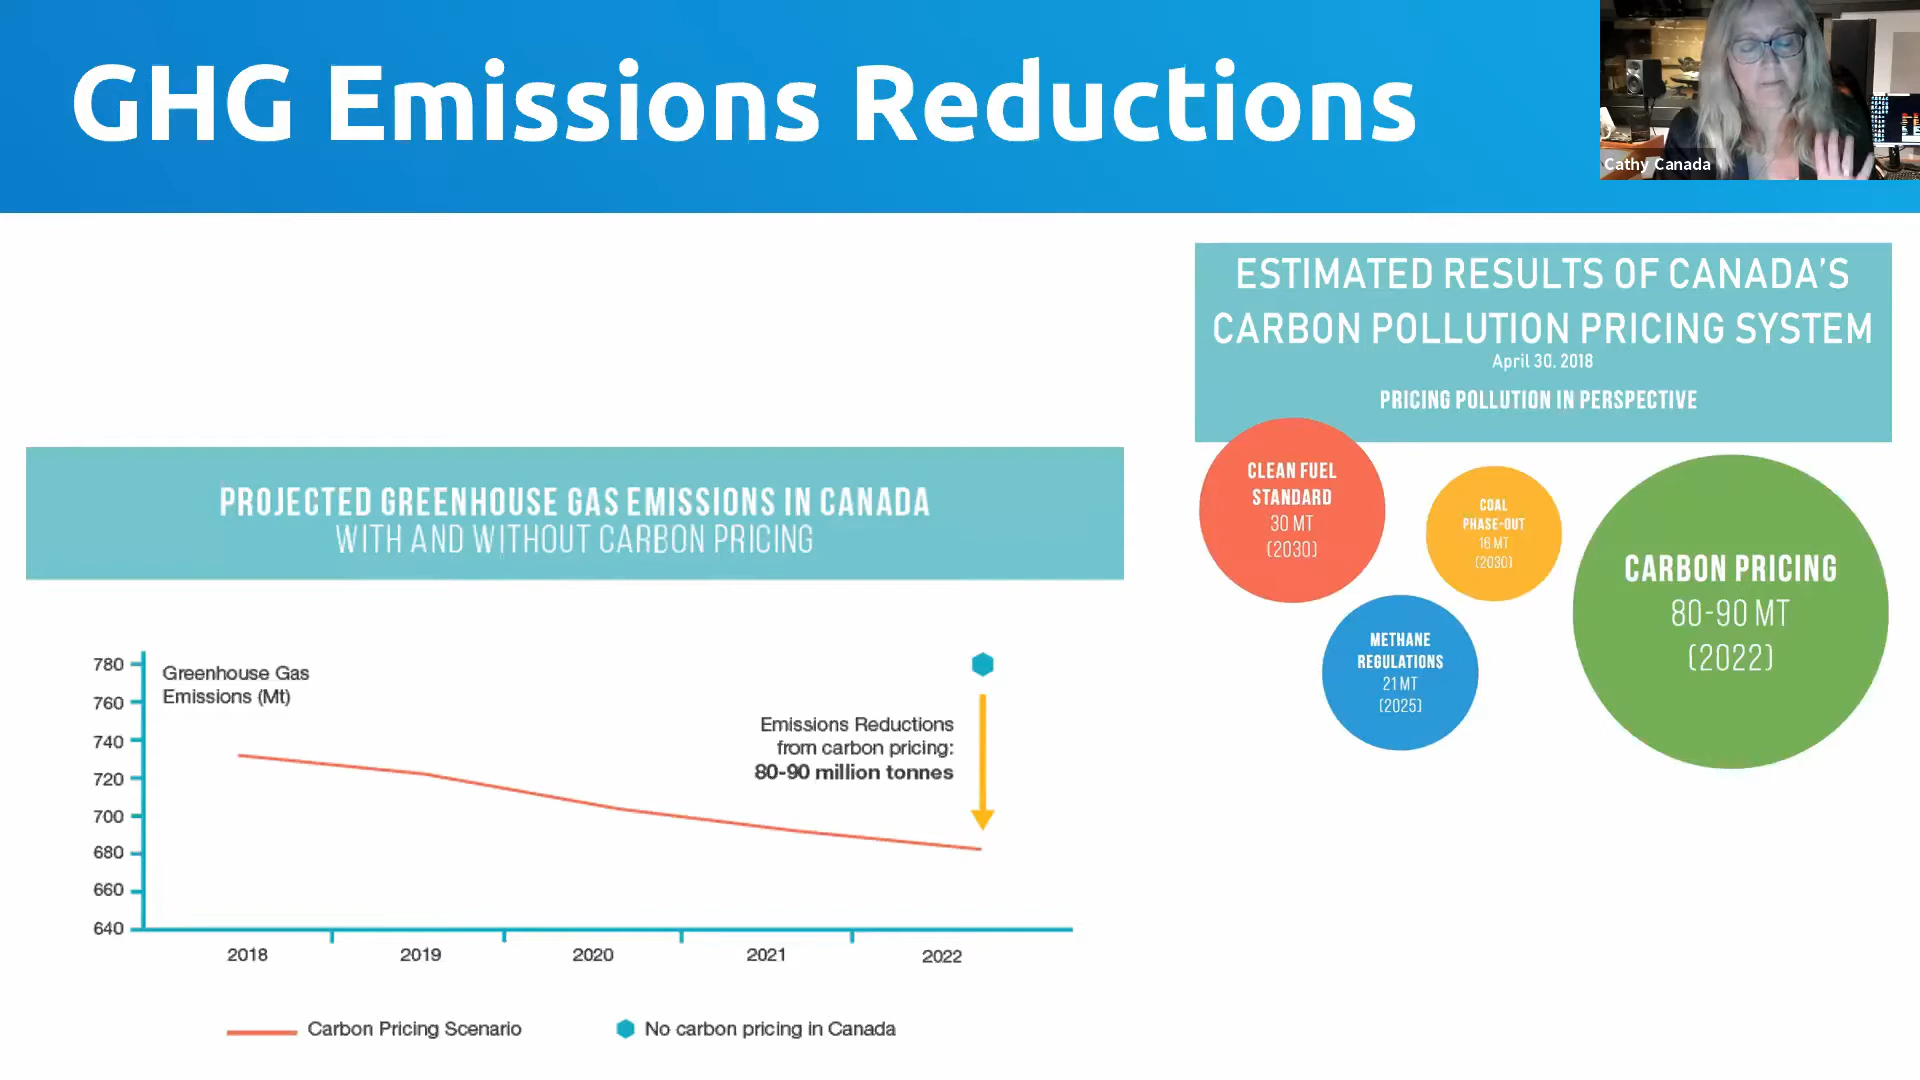 GHG Emissions Reductions
Cathy Canada
ESTIMATED RESULTS OF CANADA'S
CARBON POLLUTION PRICING SYSTEM
April 30, 2018
PRICING POLLUTION IN PERSPECTIVE
CLEAN FUEL
STANDARD
30 MT
(2030)
COAL
PHASE-OUT
16 MT
(2030)
METHANE
REGULATIONS
21 MT
(2025)
CARBON PRICING
80-90 MT
(2022)
PROJECTED GREENHOUSE GAS EMISSIONS IN CANADA
WITH AND WITHOUT CARBON PRICING
Greenhouse Gas
Emissions (Mt)
780
760
740
720
700
680
660
640
Emissions Reductions
from carbon pricing:
80-90 million tonnes
2018 2019 2020 2021 2022
Carbon Pricing Scenario
No carbon pricing in Canada